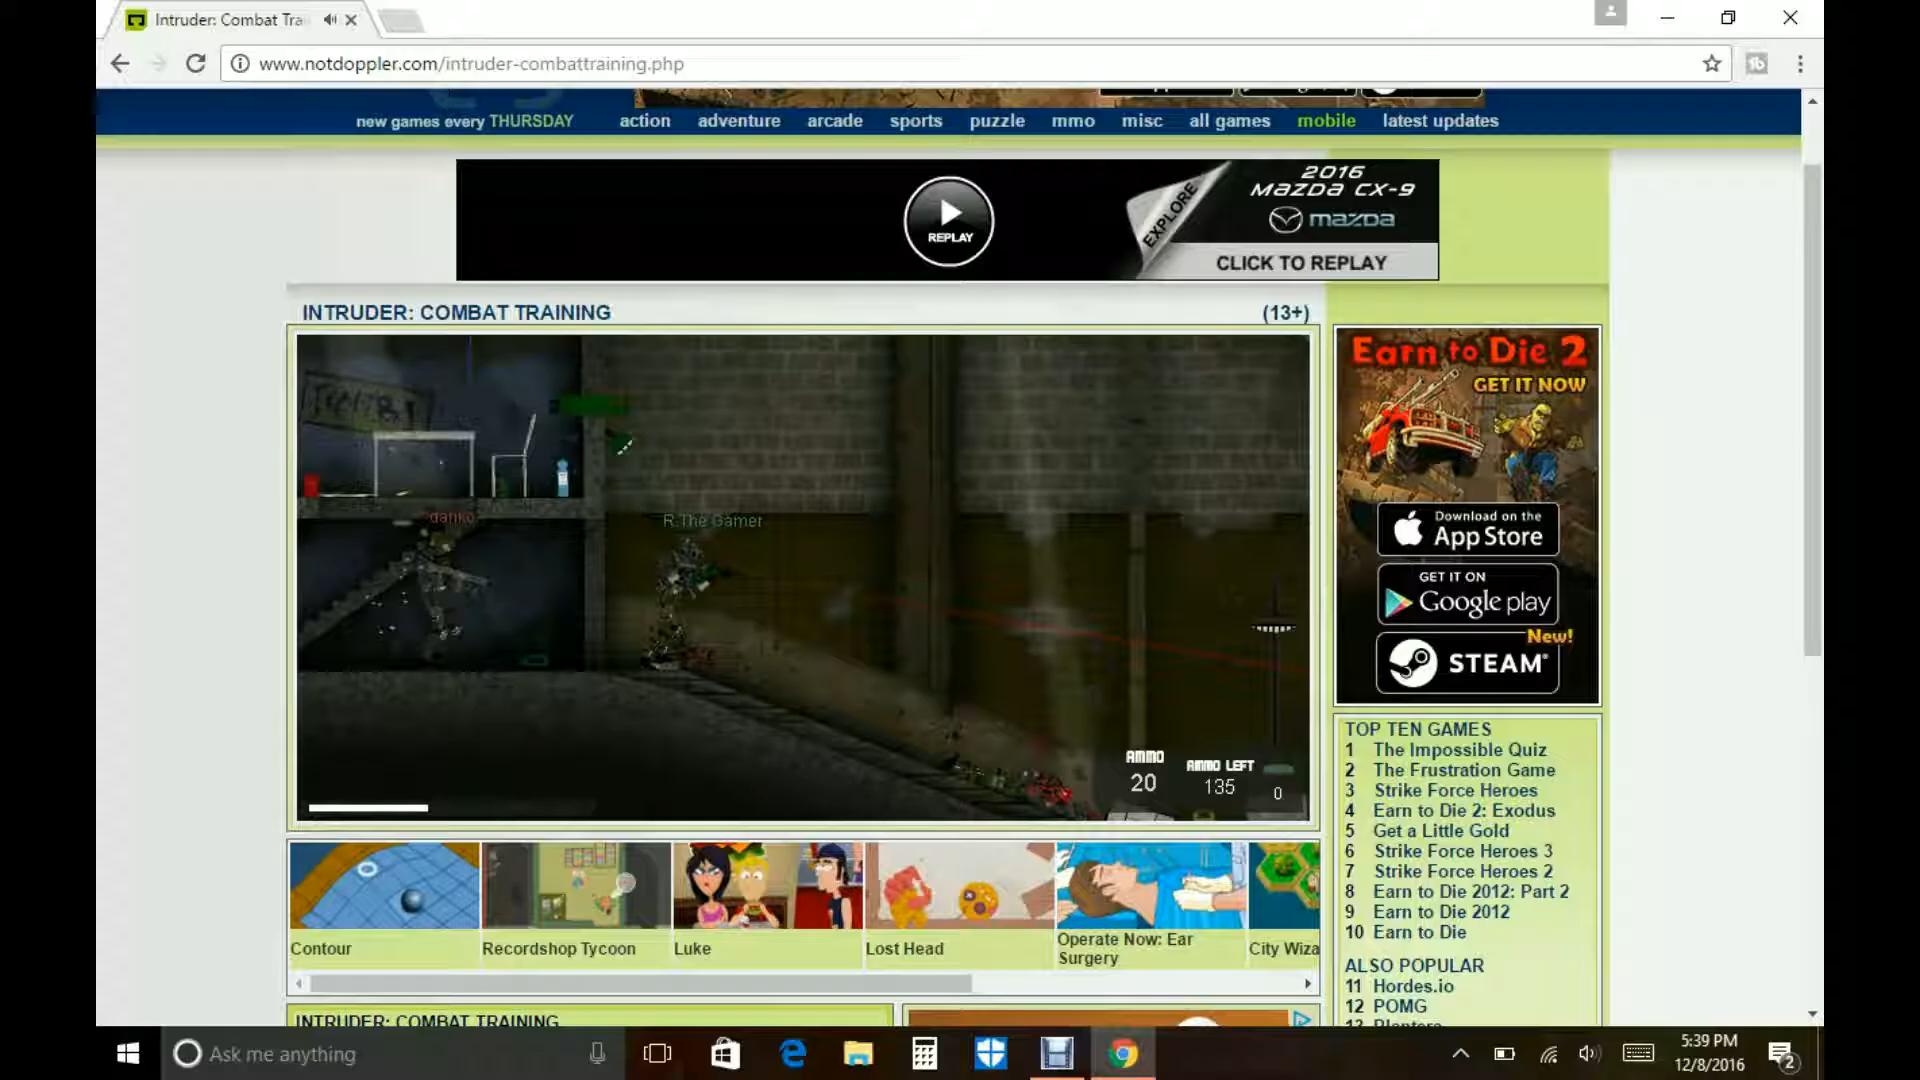 Intruder: Combat Trai
www.notdoppler.com/intruder-combattraining.php
new games every THURSDAY
action adventure arcade sports puzzle mmo misc all games mobile latest updates
REPLAY
EXPLORE
2016
MAZDA CX-9
mazda
CLICK TO REPLAY
INTRUDER: COMBAT TRAINING (13+)
danko
R.The Gamer
AMMO
20
AMMO LEFT
135
0
Earn to Die 2
GET IT NOW
Download on the
App Store
GET IT ON
Google play
New!
STEAM
TOP TEN GAMES
1 The Impossible Quiz
2 The Frustration Game
3 Strike Force Heroes
4 Earn to Die 2: Exodus
5 Get a Little Gold
6 Strike Force Heroes 3
7 Strike Force Heroes 2
8 Earn to Die 2012: Part 2
9 Earn to Die 2012
10 Earn to Die
ALSO POPULAR
11 Hordes.io
12 POMG
Contour
Recordshop Tycoon
Luke
Lost Head
Operate Now: Ear
Surgery
City Wiza
INTRUDER: COMBAT TRAINING
Ask me anything
5:39 PM
12/8/2016
2